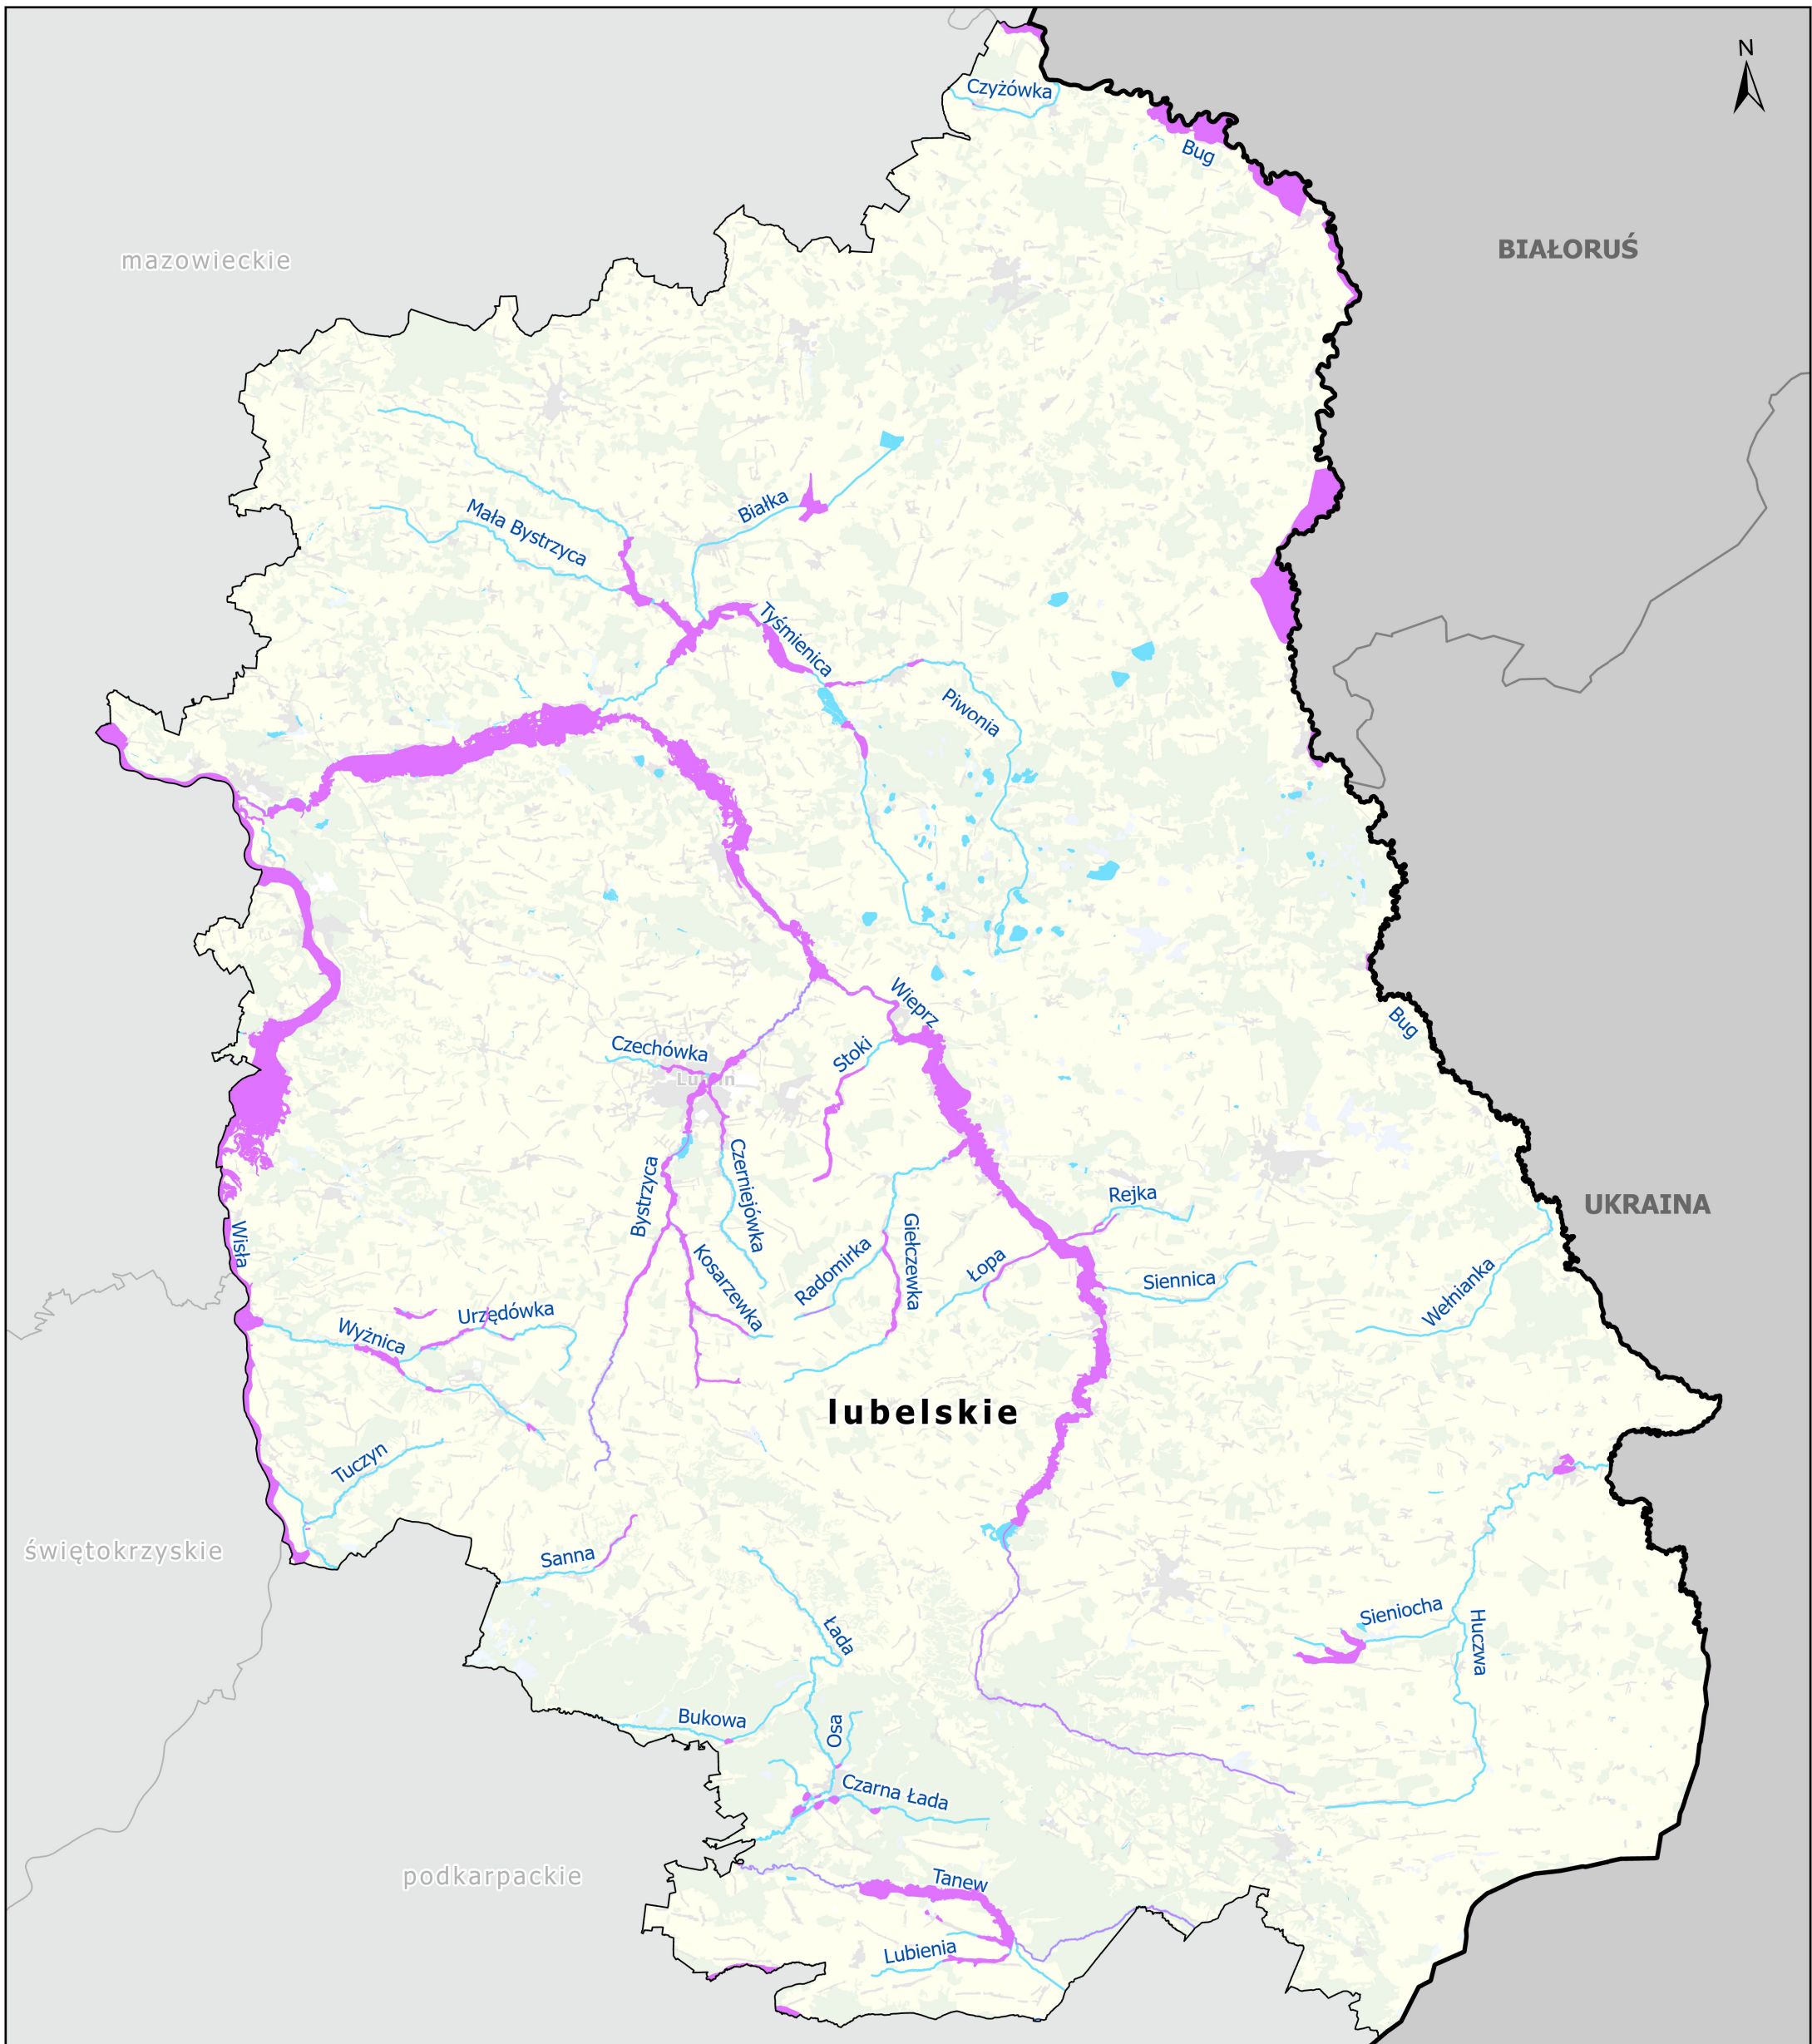 N
Czyżówka
Bug
BIAŁORUŚ
mazowieckie
Białka
Mała Bystrzyca
Tyśmienica
Piwonia
Wieprz
Bug
Czechówka
Stoki
Lublin
Czerniejówka
Bystrzyca
Rejka
UKRAINA
Wisła
Giełczewka
Kosarzewka
Radomirka
Łopa
Siennica
Wełnianka
Urzędówka
Wyżnica
lubelskie
Tuczyn
świętokrzyskie
Sanna
Sieniocha
Łada
Huczwa
Bukowa
Osa
Czarna Łada
podkarpackie
Tanew
Lubienia